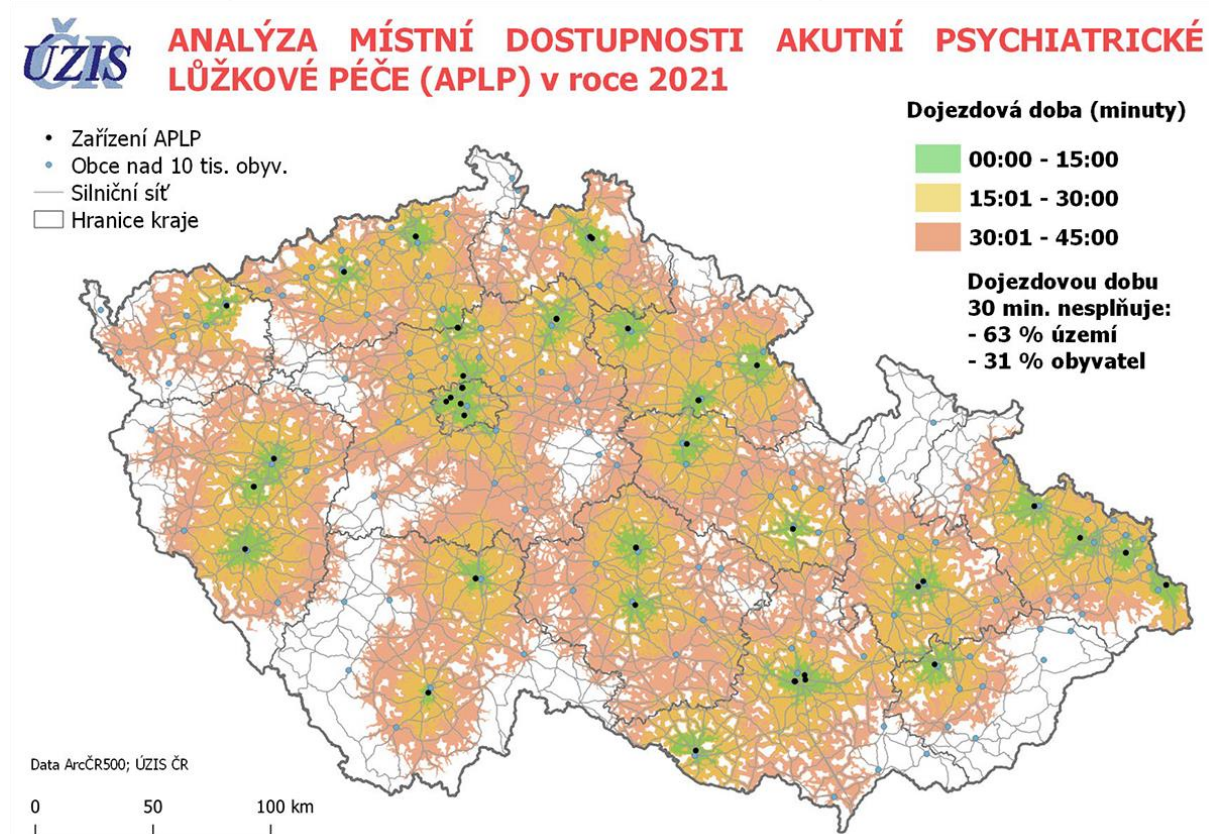 ÚZIS
ČR
ANALÝZA MÍSTNÍ DOSTUPNOSTI AKUTNÍ PSYCHIATRICKÉ
LŮŽKOVÉ PÉČE (APLP) v roce 2021
Zařízení APLP
Obce nad 10 tis. obyv.
Silniční síť
Hranice kraje
Dojezdová doba (minuty)
00:00 - 15:00
15:01 - 30:00
30:01 - 45:00
Dojezdovou dobu
30 min. nesplňuje:
- 63 % území
- 31 % obyvatel
Data ArcČR500; ÚZIS ČR
0 50 100 km